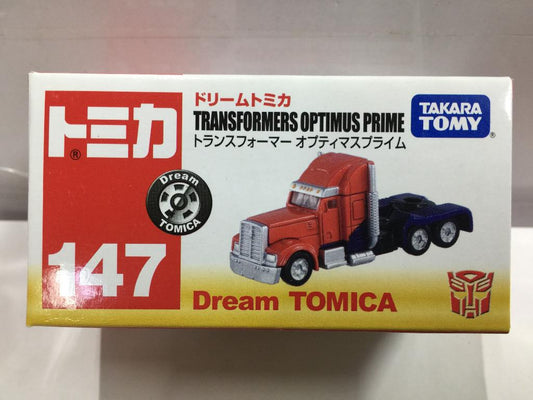 トミカ
®
Dream
TOMICA
147
ドリームトミカ
TRANSFORMERS OPTIMUS PRIME
トランスフォーマー オプティマスプライム
TAKARA
TOMY
®
Dream TOMICA